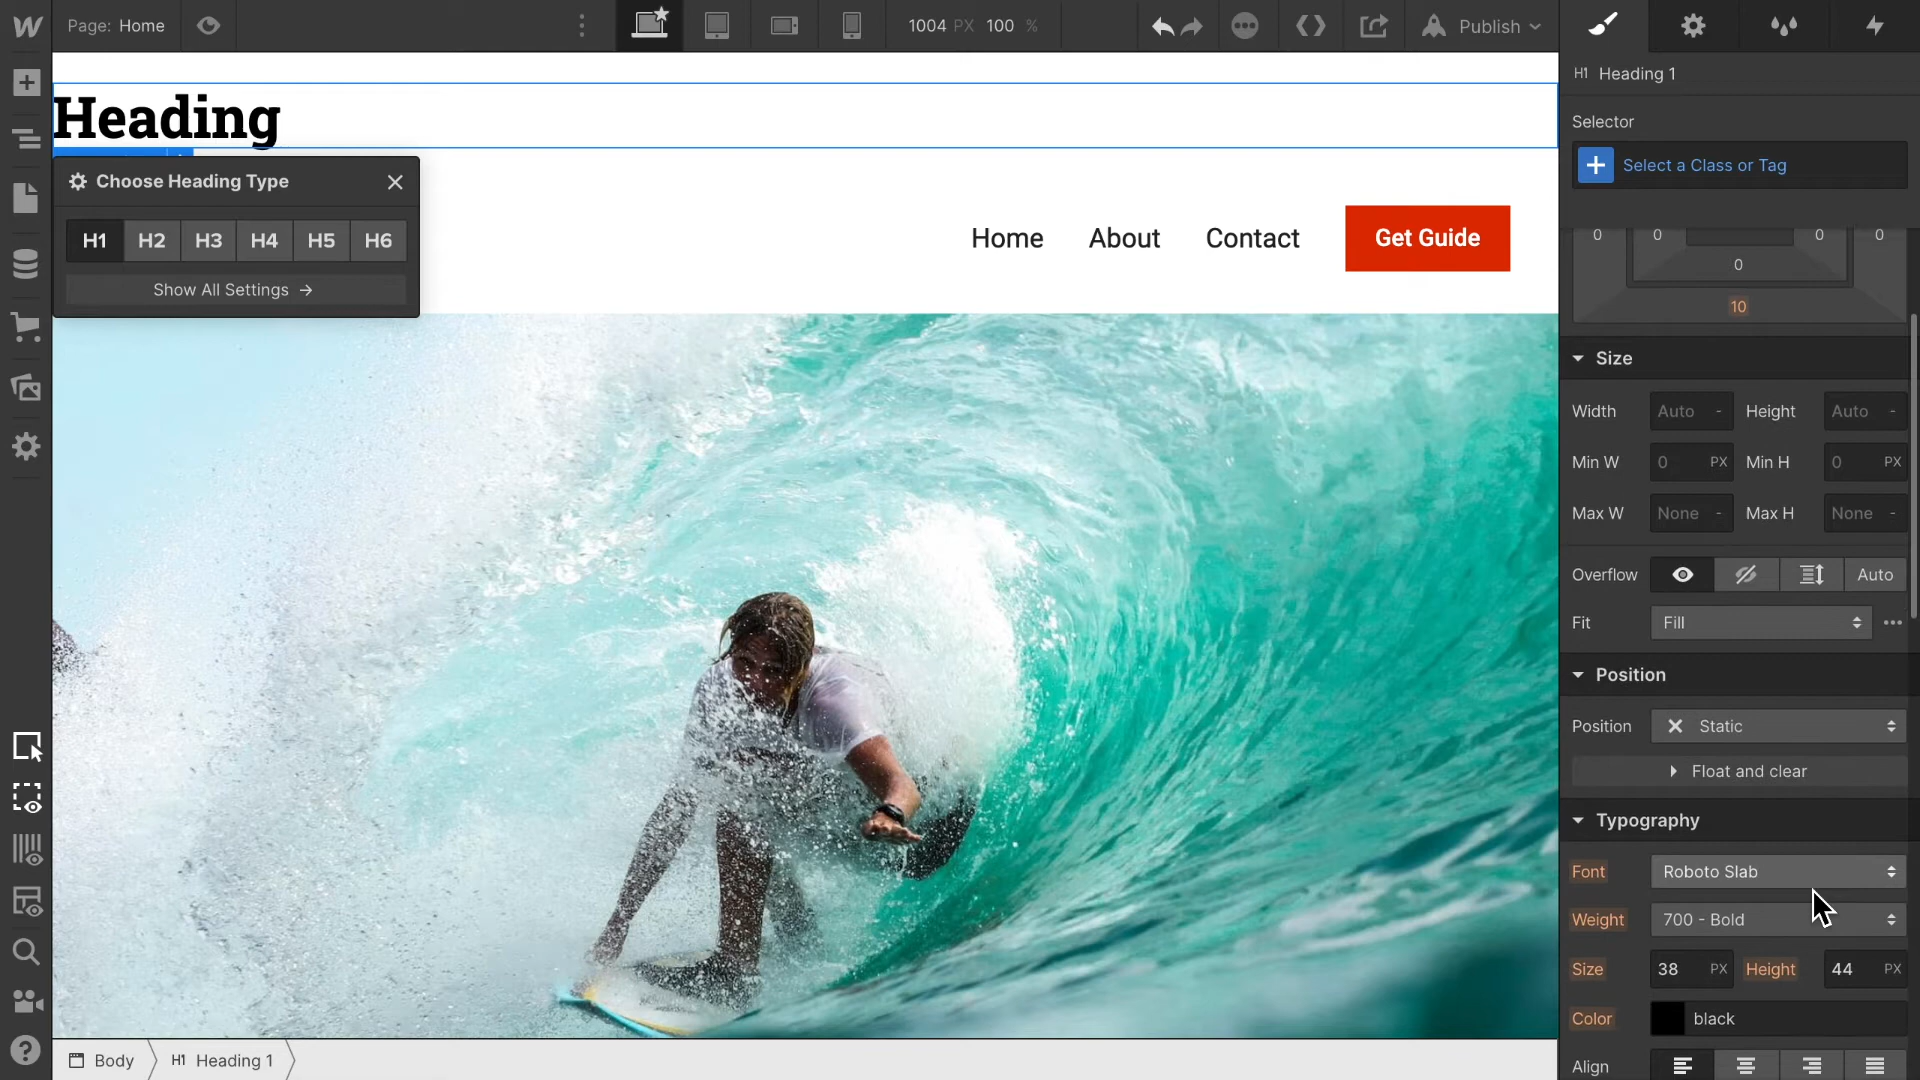 Page: Home
1004 PX 100 %
Publish
H1 Heading 1
Selector
Select a Class or Tag
Heading
Choose Heading Type
H1 H2 H3 H4 H5 H6
Show All Settings →
Home About Contact Get Guide
0 0 0 0
0
10
Size
Width Auto - Height Auto -
Min W 0 PX Min H 0 PX
Max W None - Max H None -
Overflow Auto
Fit Fill
Position
Position Static
Float and clear
Typography
Font Roboto Slab
Weight 700 - Bold
Size 38 PX Height 44 PX
Color black
Align
Body H1 Heading 1